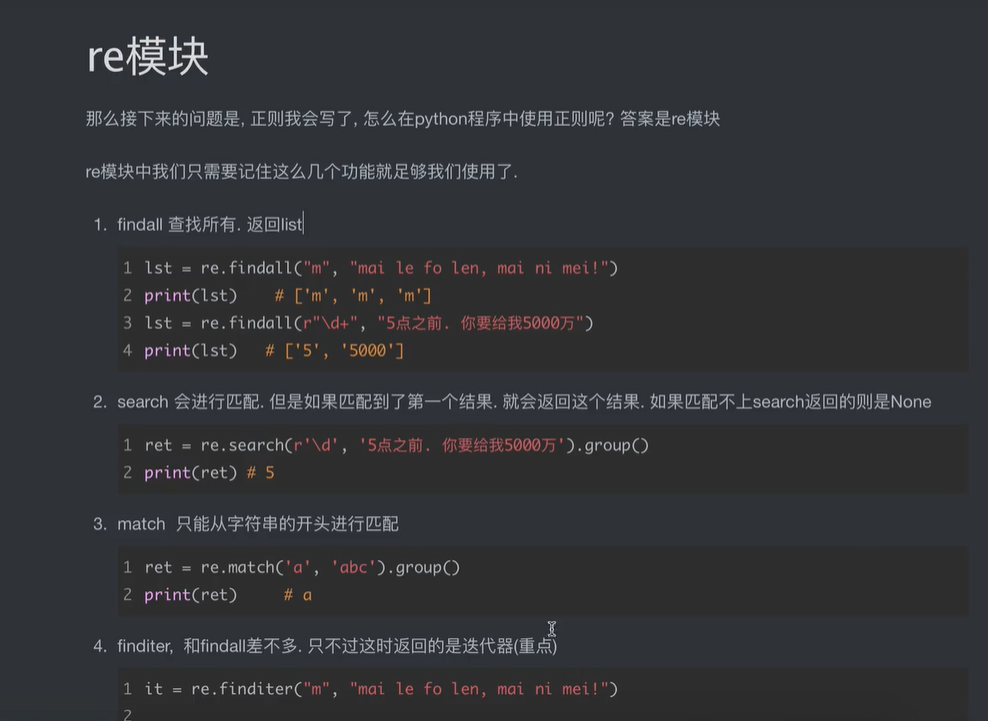 re模块
那么接下来的问题是, 正则我会写了, 怎么在python程序中使用正则呢? 答案是re模块
re模块中我们只需要记住这么几个功能就足够我们使用了.
1. findall 查找所有. 返回list
1 lst = re.findall("m", "mai le fo len, mai ni mei!")
2 print(lst)    # ['m', 'm', 'm']
3 lst = re.findall(r"\d+", "5点之前. 你要给我5000万")
4 print(lst)   # ['5', '5000']
2. search 会进行匹配. 但是如果匹配到了第一个结果. 就会返回这个结果. 如果匹配不上search返回的则是None
1 ret = re.search(r'\d', '5点之前. 你要给我5000万').group()
2 print(ret) # 5
3. match  只能从字符串的开头进行匹配
1 ret = re.match('a', 'abc').group()
2 print(ret)     # a
4. finditer,  和findall差不多. 只不过这时返回的是迭代器(重点)
1 it = re.finditer("m", "mai le fo len, mai ni mei!")
2